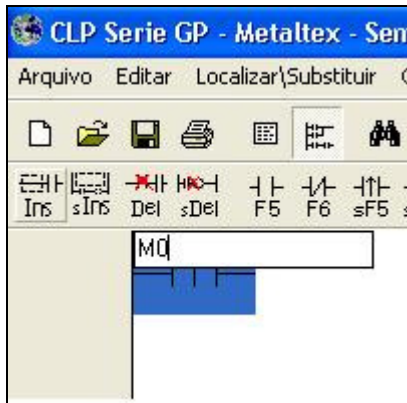 CLP Serie GP - Metaltex - Sen
Arquivo Editar Localizar\Substituir
Ins sIns Del sDel F5 F6 sF5
M0